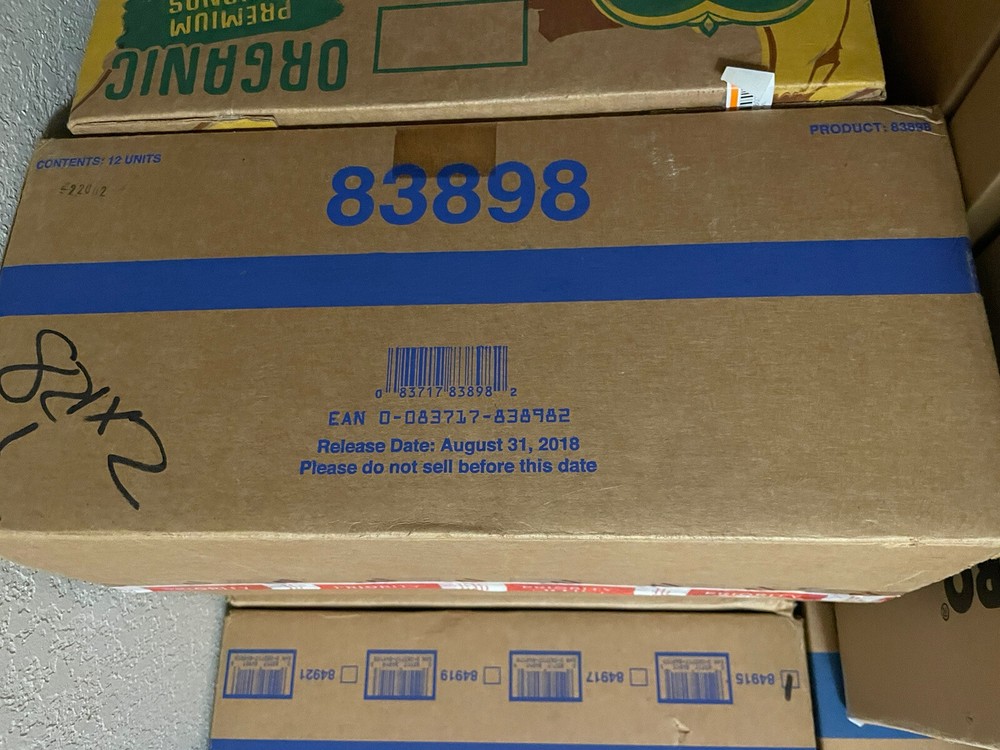 PREMIUM
ORGANIC
CONTENTS: 12 UNITS
PRODUCT: 83898
83898
0 83717 83898 2
EAN 0-083717-838982
Release Date: August 31, 2018
Please do not sell before this date
PRIORITY
84921
84919
84917
84915